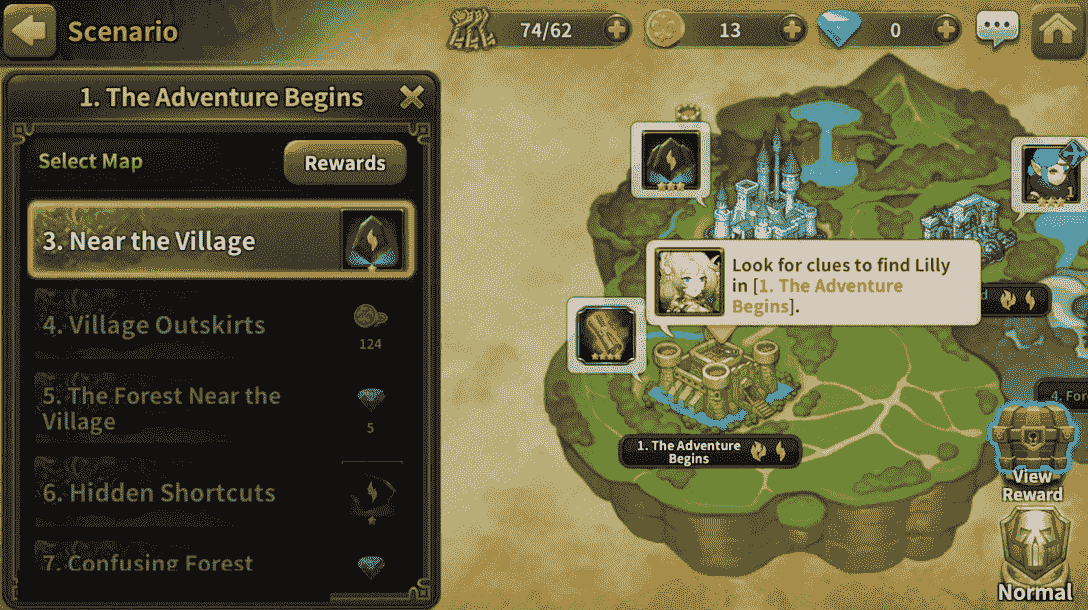 Scenario
74/62
13
0
1. The Adventure Begins
Select Map
Rewards
3. Near the Village
4. Village Outskirts
124
5. The Forest Near the
Village
5
6. Hidden Shortcuts
7. Confusing Forest
1
Look for clues to find Lilly
in [1. The Adventure
Begins].
1. The Adventure
Begins
View
Reward
Normal